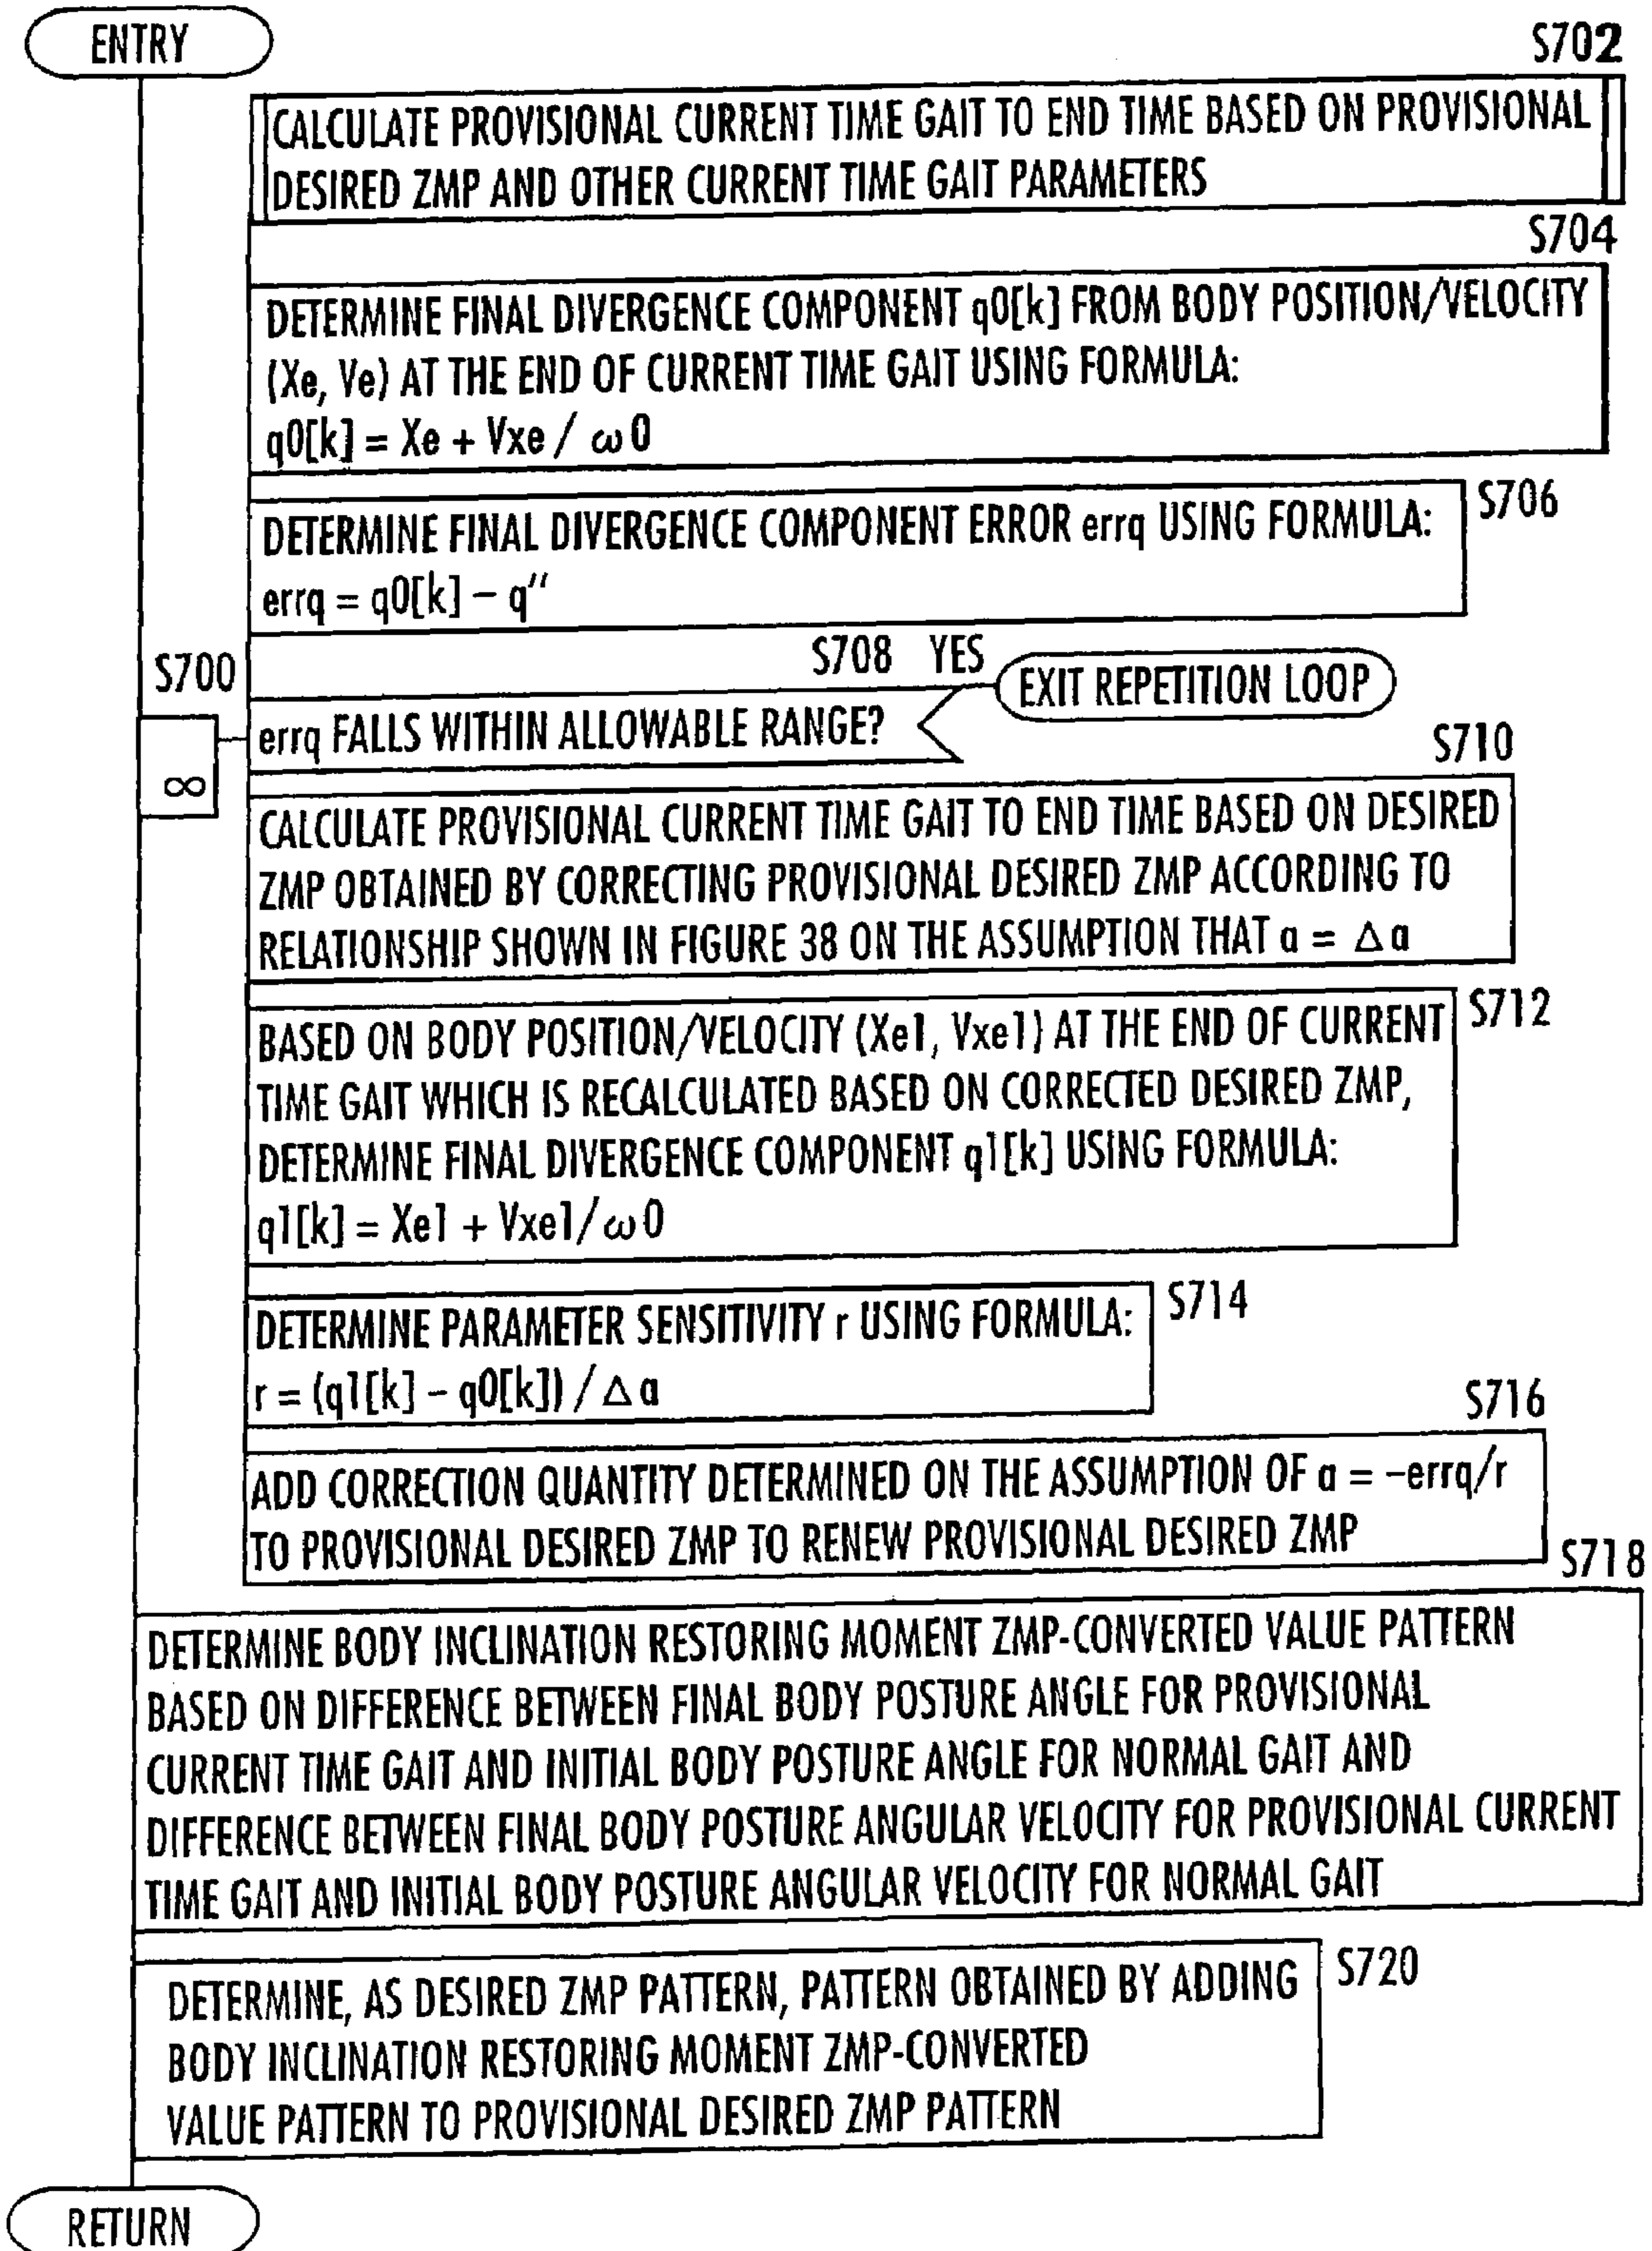 ENTRY
S702
CALCULATE PROVISIONAL CURRENT TIME GAIT TO END TIME BASED ON PROVISIONAL
DESIRED ZMP AND OTHER CURRENT TIME GAIT PARAMETERS
S704
DETERMINE FINAL DIVERGENCE COMPONENT q0[k] FROM BODY POSITION/VELOCITY
(Xe, Ve) AT THE END OF CURRENT TIME GAIT USING FORMULA:
q0[k] = Xe + Vxe / ω0
S706
DETERMINE FINAL DIVERGENCE COMPONENT ERROR errq USING FORMULA:
errq = q0[k] − q″
S700
∞
S708 YES
EXIT REPETITION LOOP
errq FALLS WITHIN ALLOWABLE RANGE?
S710
CALCULATE PROVISIONAL CURRENT TIME GAIT TO END TIME BASED ON DESIRED
ZMP OBTAINED BY CORRECTING PROVISIONAL DESIRED ZMP ACCORDING TO
RELATIONSHIP SHOWN IN FIGURE 38 ON THE ASSUMPTION THAT a = Δa
S712
BASED ON BODY POSITION/VELOCITY (Xe1, Vxe1) AT THE END OF CURRENT
TIME GAIT WHICH IS RECALCULATED BASED ON CORRECTED DESIRED ZMP,
DETERMINE FINAL DIVERGENCE COMPONENT q1[k] USING FORMULA:
q1[k] = Xe1 + Vxe1/ω0
S714
DETERMINE PARAMETER SENSITIVITY r USING FORMULA:
r = (q1[k] − q0[k]) / Δa
S716
ADD CORRECTION QUANTITY DETERMINED ON THE ASSUMPTION OF a = −errq/r
TO PROVISIONAL DESIRED ZMP TO RENEW PROVISIONAL DESIRED ZMP
S718
DETERMINE BODY INCLINATION RESTORING MOMENT ZMP-CONVERTED VALUE PATTERN
BASED ON DIFFERENCE BETWEEN FINAL BODY POSTURE ANGLE FOR PROVISIONAL
CURRENT TIME GAIT AND INITIAL BODY POSTURE ANGLE FOR NORMAL GAIT AND
DIFFERENCE BETWEEN FINAL BODY POSTURE ANGULAR VELOCITY FOR PROVISIONAL CURRENT
TIME GAIT AND INITIAL BODY POSTURE ANGULAR VELOCITY FOR NORMAL GAIT
S720
DETERMINE, AS DESIRED ZMP PATTERN, PATTERN OBTAINED BY ADDING
BODY INCLINATION RESTORING MOMENT ZMP-CONVERTED
VALUE PATTERN TO PROVISIONAL DESIRED ZMP PATTERN
RETURN